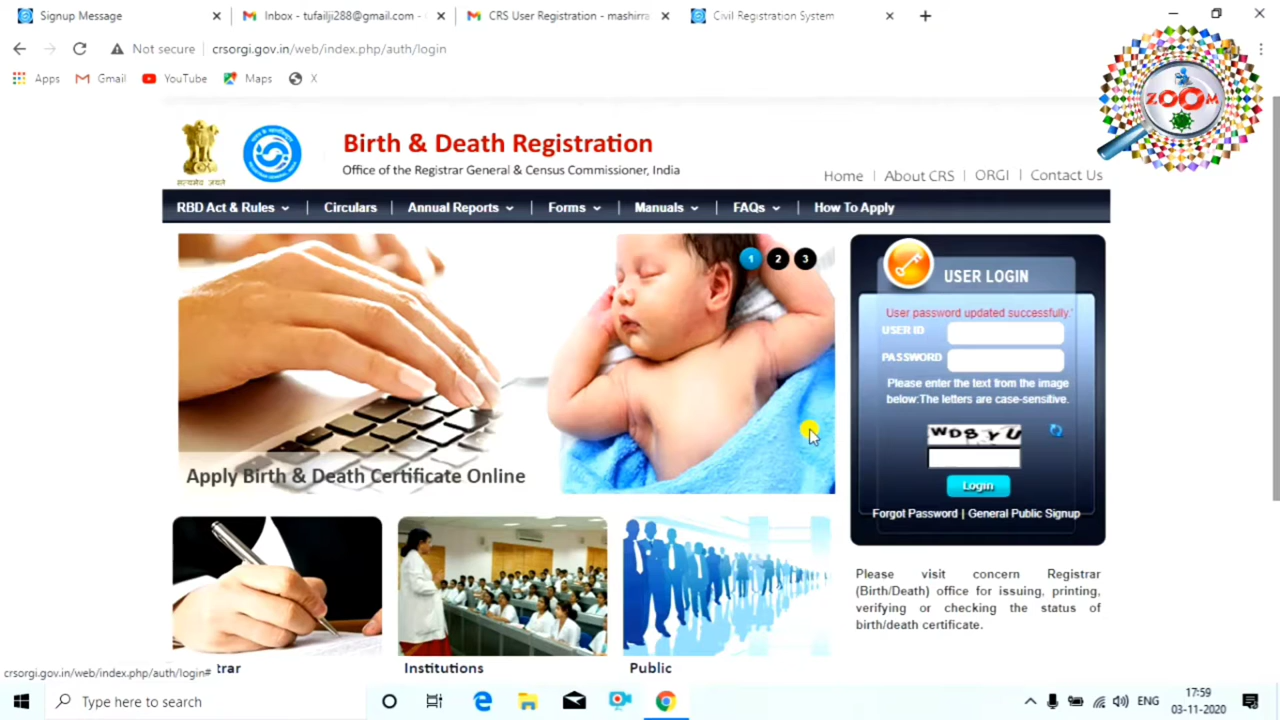 Signup Message
Inbox - tufailji288@gmail.com -
CRS User Registration - mashirra
Civil Registration System
Not secure
crsorgi.gov.in/web/index.php/auth/login
Apps
Gmail
YouTube
Maps
X
ZOOM
सत्यमेव जयते
Birth & Death Registration
Office of the Registrar General & Census Commissioner, India
Home | About CRS | ORGI | Contact Us
RBD Act & Rules | Circulars | Annual Reports | Forms | Manuals | FAQs | How To Apply
1 2 3
Apply Birth & Death Certificate Online
USER LOGIN
User password updated successfully.'
USER ID
PASSWORD
Please enter the text from the image
below:The letters are case-sensitive.
WDSYU
Login
Forgot Password | General Public Signup
Please visit concern Registrar
(Birth/Death) office for issuing, printing,
verifying or checking the status of
birth/death certificate.
crsorgi.gov.in/web/index.php/auth/login#
trar
Institutions
Public
Type here to search
ENG
17:59
03-11-2020